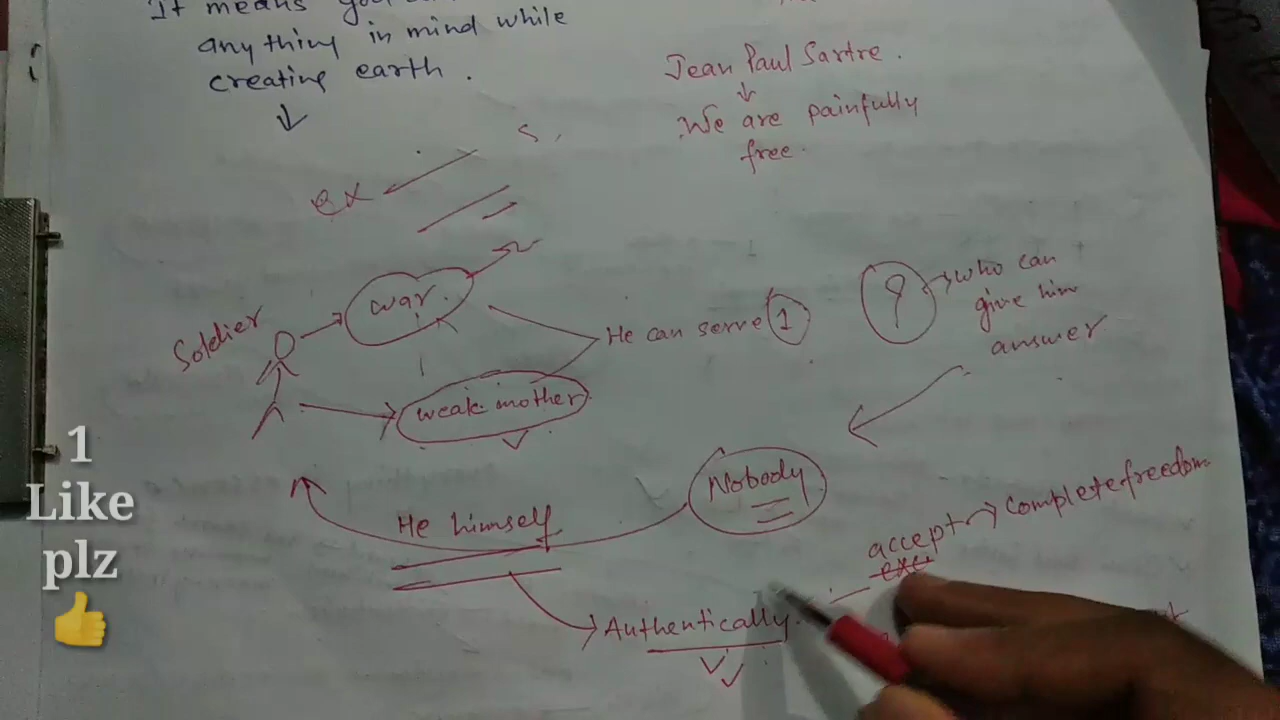 It means
any thing in mind while
creating earth.
Jean Paul Sartre.
We are painfully
free.
ex
Soldier
war.
He can serve 1
who can
give him
answer
weak mother
Nobody
He himself
accept → complete freedom
Authentically.
1
Like
plz